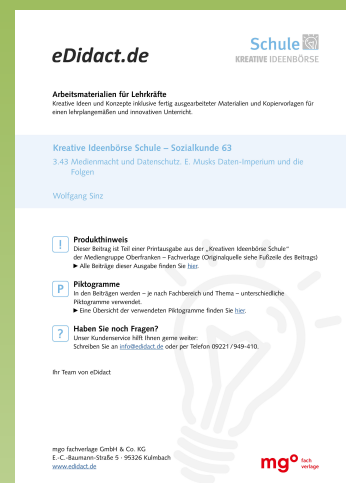 eDidact.de
Schule
KREATIVE IDEENBÖRSE
Arbeitsmaterialien für Lehrkräfte
Kreative Ideen und Konzepte inklusive fertig ausgearbeiteter Materialien und Kopiervorlagen für
einen lehrplangemäßen und innovativen Unterricht.
Kreative Ideenbörse Schule – Sozialkunde 63
3.43 Medienmacht und Datenschutz. E. Musks Daten-Imperium und die
Folgen
Wolfgang Sinz
!
Produkthinweis
Dieser Beitrag ist Teil einer Printausgabe aus der „Kreativen Ideenbörse Schule“
der Mediengruppe Oberfranken – Fachverlage (Originalquelle siehe Fußzeile des Beitrags)
▶ Alle Beiträge dieser Ausgabe finden Sie hier.
P
Piktogramme
In den Beiträgen werden – je nach Fachbereich und Thema – unterschiedliche
Piktogramme verwendet.
▶ Eine Übersicht der verwendeten Piktogramme finden Sie hier.
?
Haben Sie noch Fragen?
Unser Kundenservice hilft Ihnen gerne weiter:
Schreiben Sie an info@edidact.de oder per Telefon 09221/949-410.
Ihr Team von eDidact
mgo fachverlage GmbH & Co. KG
E.-C.-Baumann-Straße 5 · 95326 Kulmbach
www.edidact.de
mgo fach
verlage